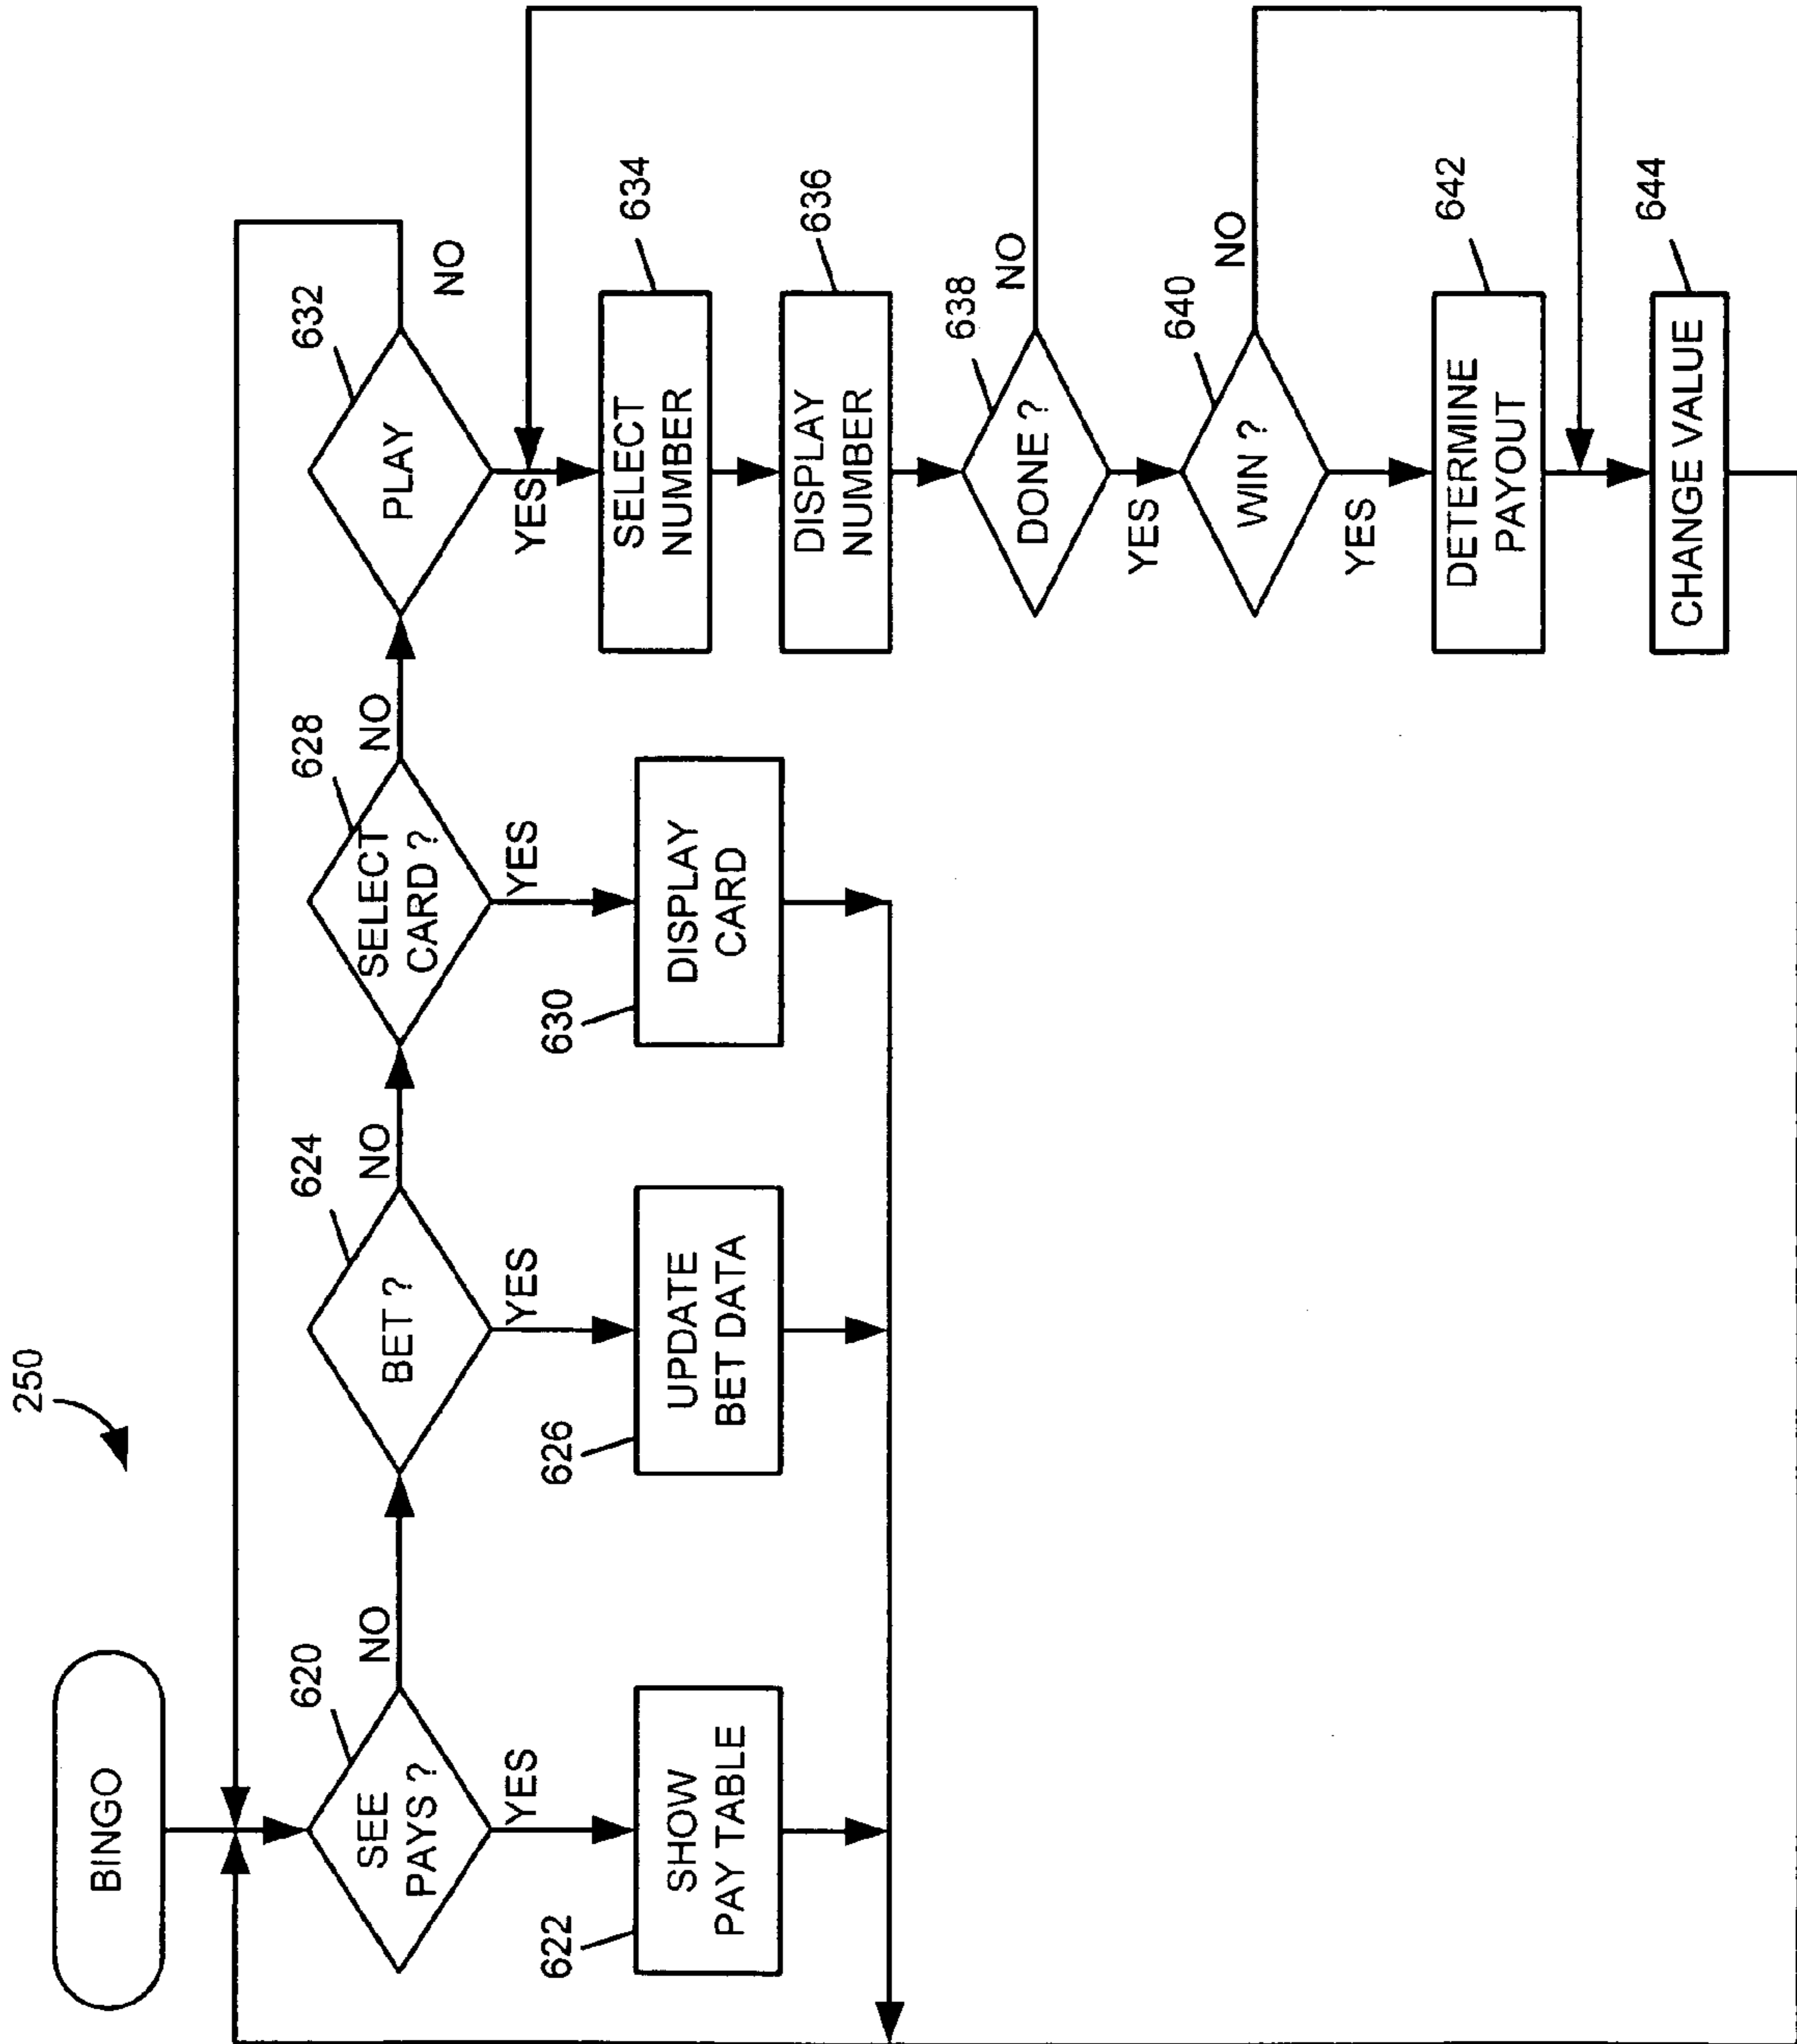 250
BINGO
620
SEE
PAYS ?
NO
YES
622
SHOW
PAY TABLE
624
BET ?
NO
YES
626
UPDATE
BET DATA
628
SELECT
CARD ?
NO
YES
630
DISPLAY
CARD
632
PLAY
NO
YES
634
SELECT
NUMBER
636
DISPLAY
NUMBER
638
DONE ?
NO
YES
640
WIN ?
NO
YES
642
DETERMINE
PAYOUT
644
CHANGE VALUE